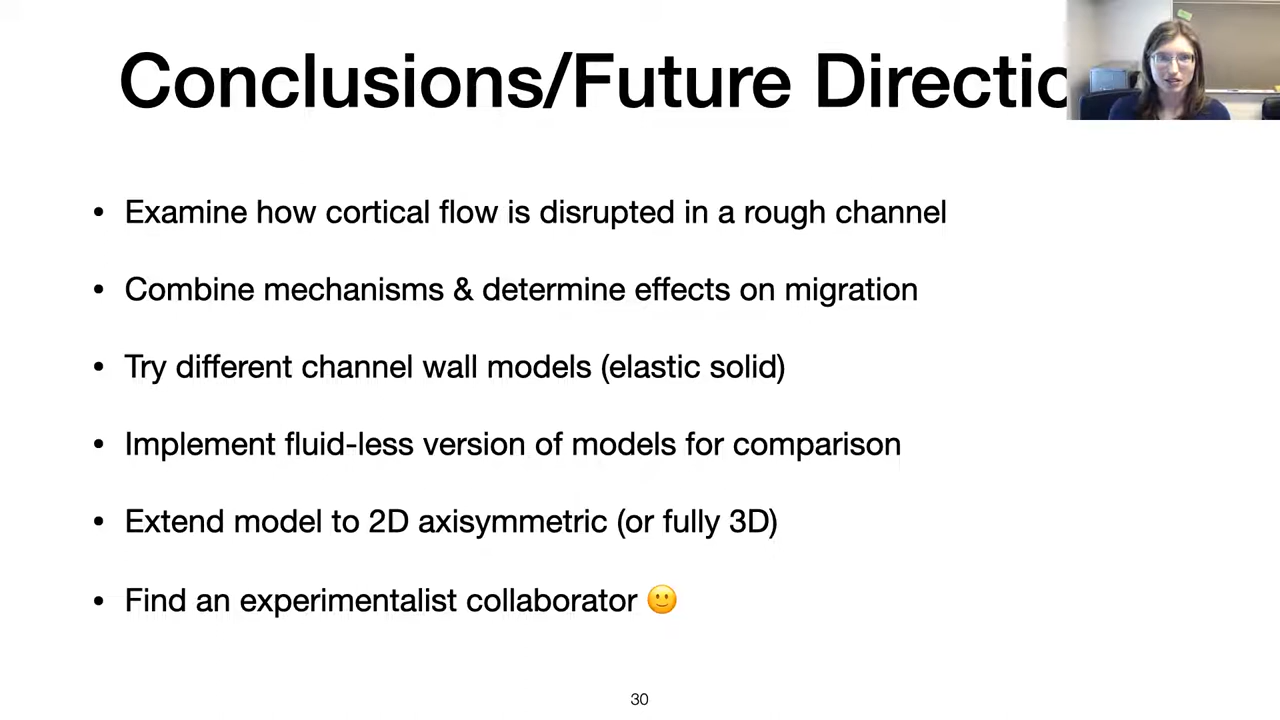 Conclusions/Future Directio
• Examine how cortical flow is disrupted in a rough channel
• Combine mechanisms & determine effects on migration
• Try different channel wall models (elastic solid)
• Implement fluid-less version of models for comparison
• Extend model to 2D axisymmetric (or fully 3D)
• Find an experimentalist collaborator 🙂
30